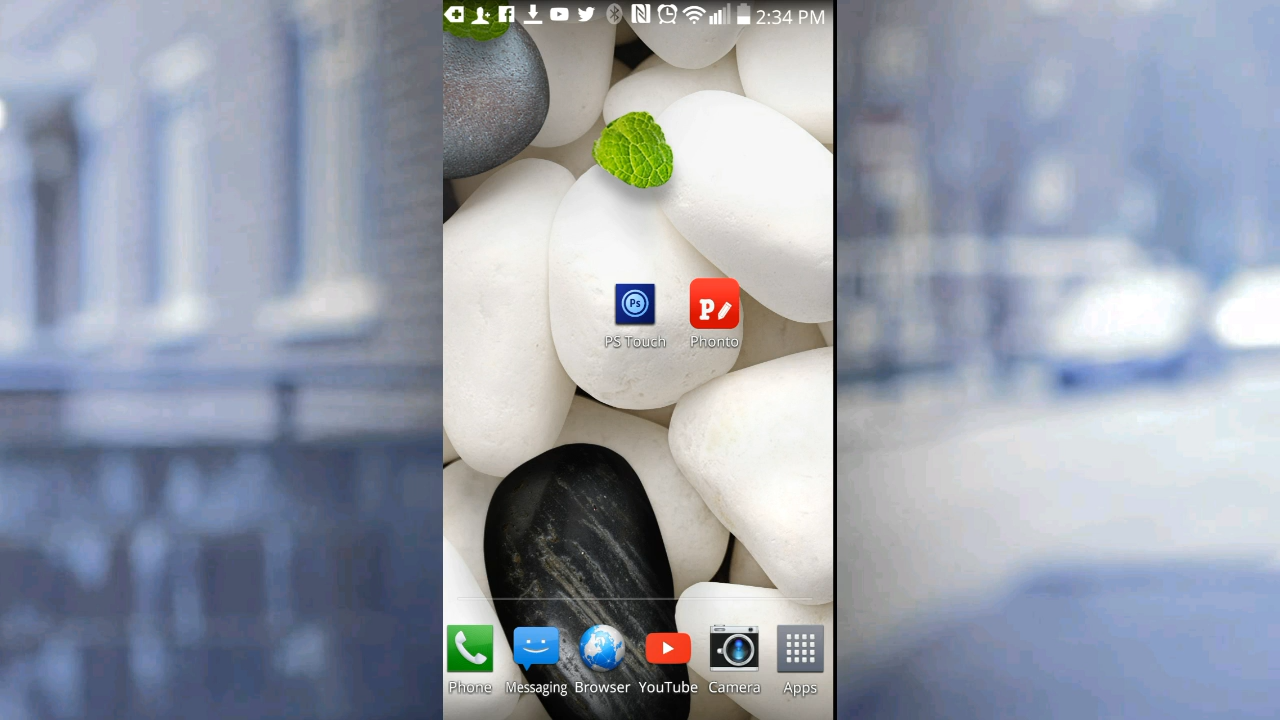 2:34 PM
Ps
P
PS Touch Phonto
Phone Messaging Browser YouTube Camera Apps